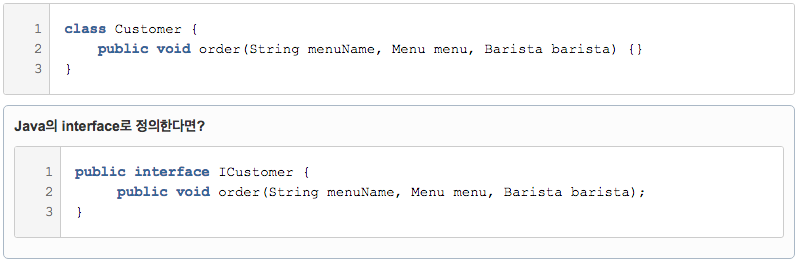 1 class Customer {
2     public void order(String menuName, Menu menu, Barista barista) {}
3 }
Java의 interface로 정의한다면?
1 public interface ICustomer {
2      public void order(String menuName, Menu menu, Barista barista);
3 }